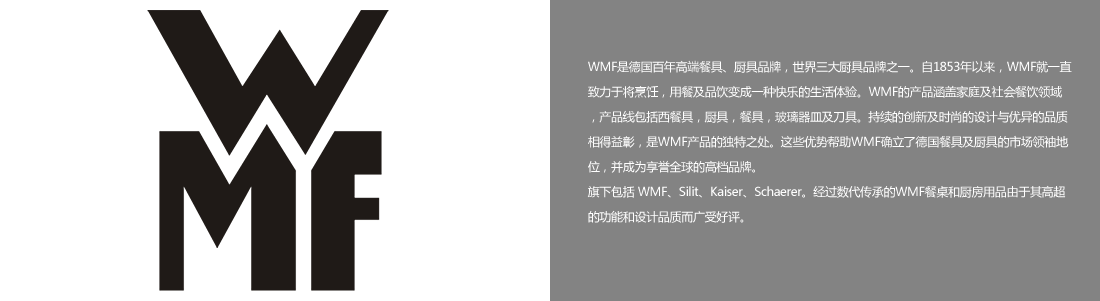 WMF
WMF是德国百年高端餐具、厨具品牌，世界三大厨具品牌之一。自1853年以来，WMF就一直
致力于将烹饪，用餐及品饮变成一种快乐的生活体验。WMF的产品涵盖家庭及社会餐饮领域
，产品线包括西餐具，厨具，餐具，玻璃器皿及刀具。持续的创新及时尚的设计与优异的品质
相得益彰，是WMF产品的独特之处。这些优势帮助WMF确立了德国餐具及厨具的市场领袖地
位，并成为享誉全球的高档品牌。
旗下包括 WMF、Silit、Kaiser、Schaerer。经过数代传承的WMF餐桌和厨房用品由于其高超
的功能和设计品质而广受好评。